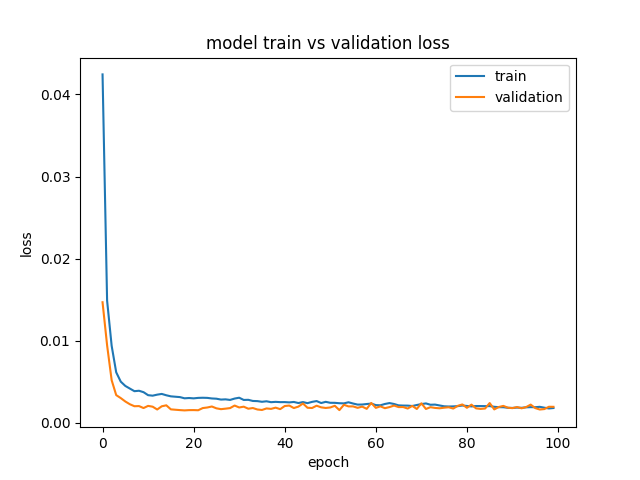 model train vs validation loss
train
validation
0.04
0.03
0.02
0.01
0.00
loss
0
20
40
60
80
100
epoch